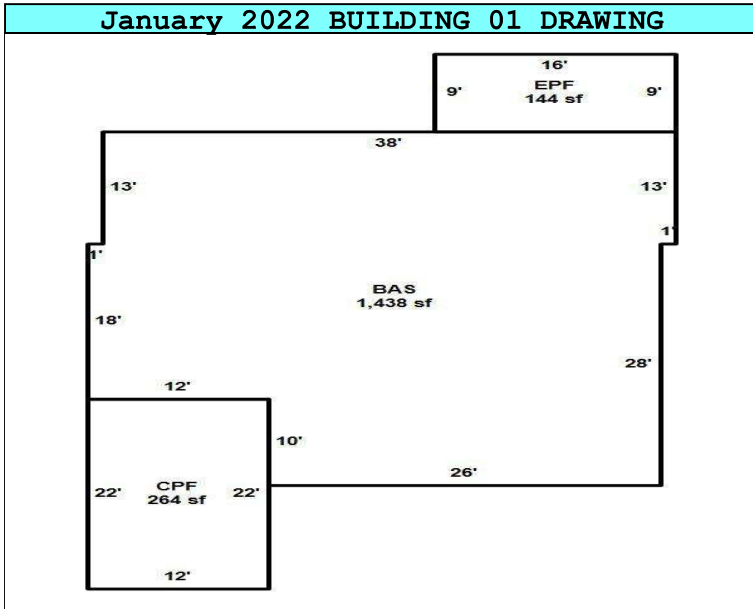 January 2022 BUILDING 01 DRAWING
16'
9'
EPF
144 sf
9'
38'
13'
13'
1'
1'
BAS
1,438 sf
18'
28'
12'
10'
26'
22'
CPF
264 sf
22'
12'